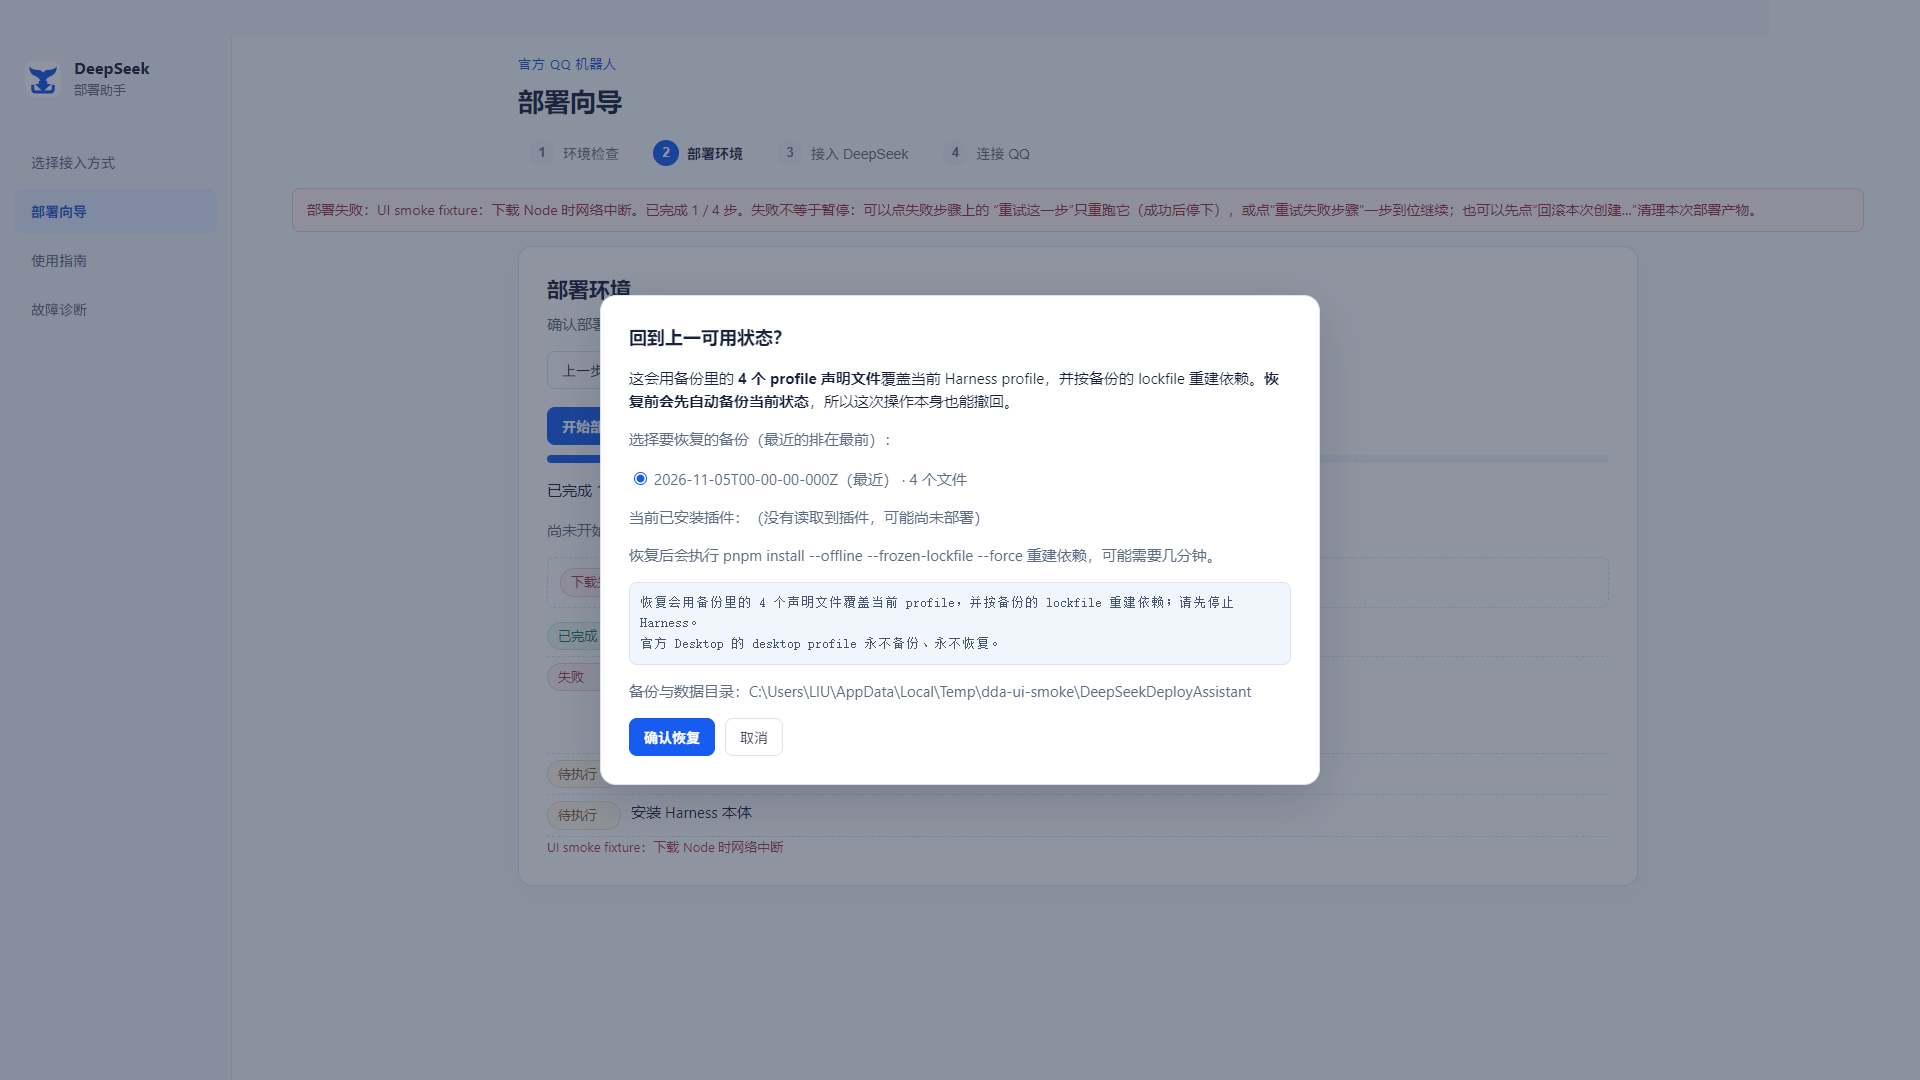 DeepSeek
部署助手
选择接入方式
部署向导
使用指南
故障诊断
官方 QQ 机器人
部署向导
1 环境检查
2 部署环境
3 接入 DeepSeek
4 连接 QQ
部署失败：UI smoke fixture：下载 Node 时网络中断。已完成 1 / 4 步。失败不等于暂停：可以点失败步骤上的 “重试这一步”只重跑它（成功后停下），或点“重试失败步骤”一步到位继续；也可以先点“回滚本次创建…”清理本次部署产物。
部署环境
确认部署
上一步
开始部
已完成 1
尚未开始
下载
已完成
失败
待执行
待执行 安装 Harness 本体
UI smoke fixture：下载 Node 时网络中断
回到上一可用状态？
这会用备份里的 4 个 profile 声明文件覆盖当前 Harness profile，并按备份的 lockfile 重建依赖。恢
复前会先自动备份当前状态，所以这次操作本身也能撤回。
选择要恢复的备份（最近的排在最前）：
2026-11-05T00-00-00-000Z（最近） · 4 个文件
当前已安装插件：（没有读取到插件，可能尚未部署）
恢复后会执行 pnpm install --offline --frozen-lockfile --force 重建依赖，可能需要几分钟。
恢复会用备份里的 4 个声明文件覆盖当前 profile，并按备份的 lockfile 重建依赖；请先停止
Harness。
官方 Desktop 的 desktop profile 永不备份、永不恢复。
备份与数据目录：C:\Users\LIU\AppData\Local\Temp\dda-ui-smoke\DeepSeekDeployAssistant
确认恢复
取消